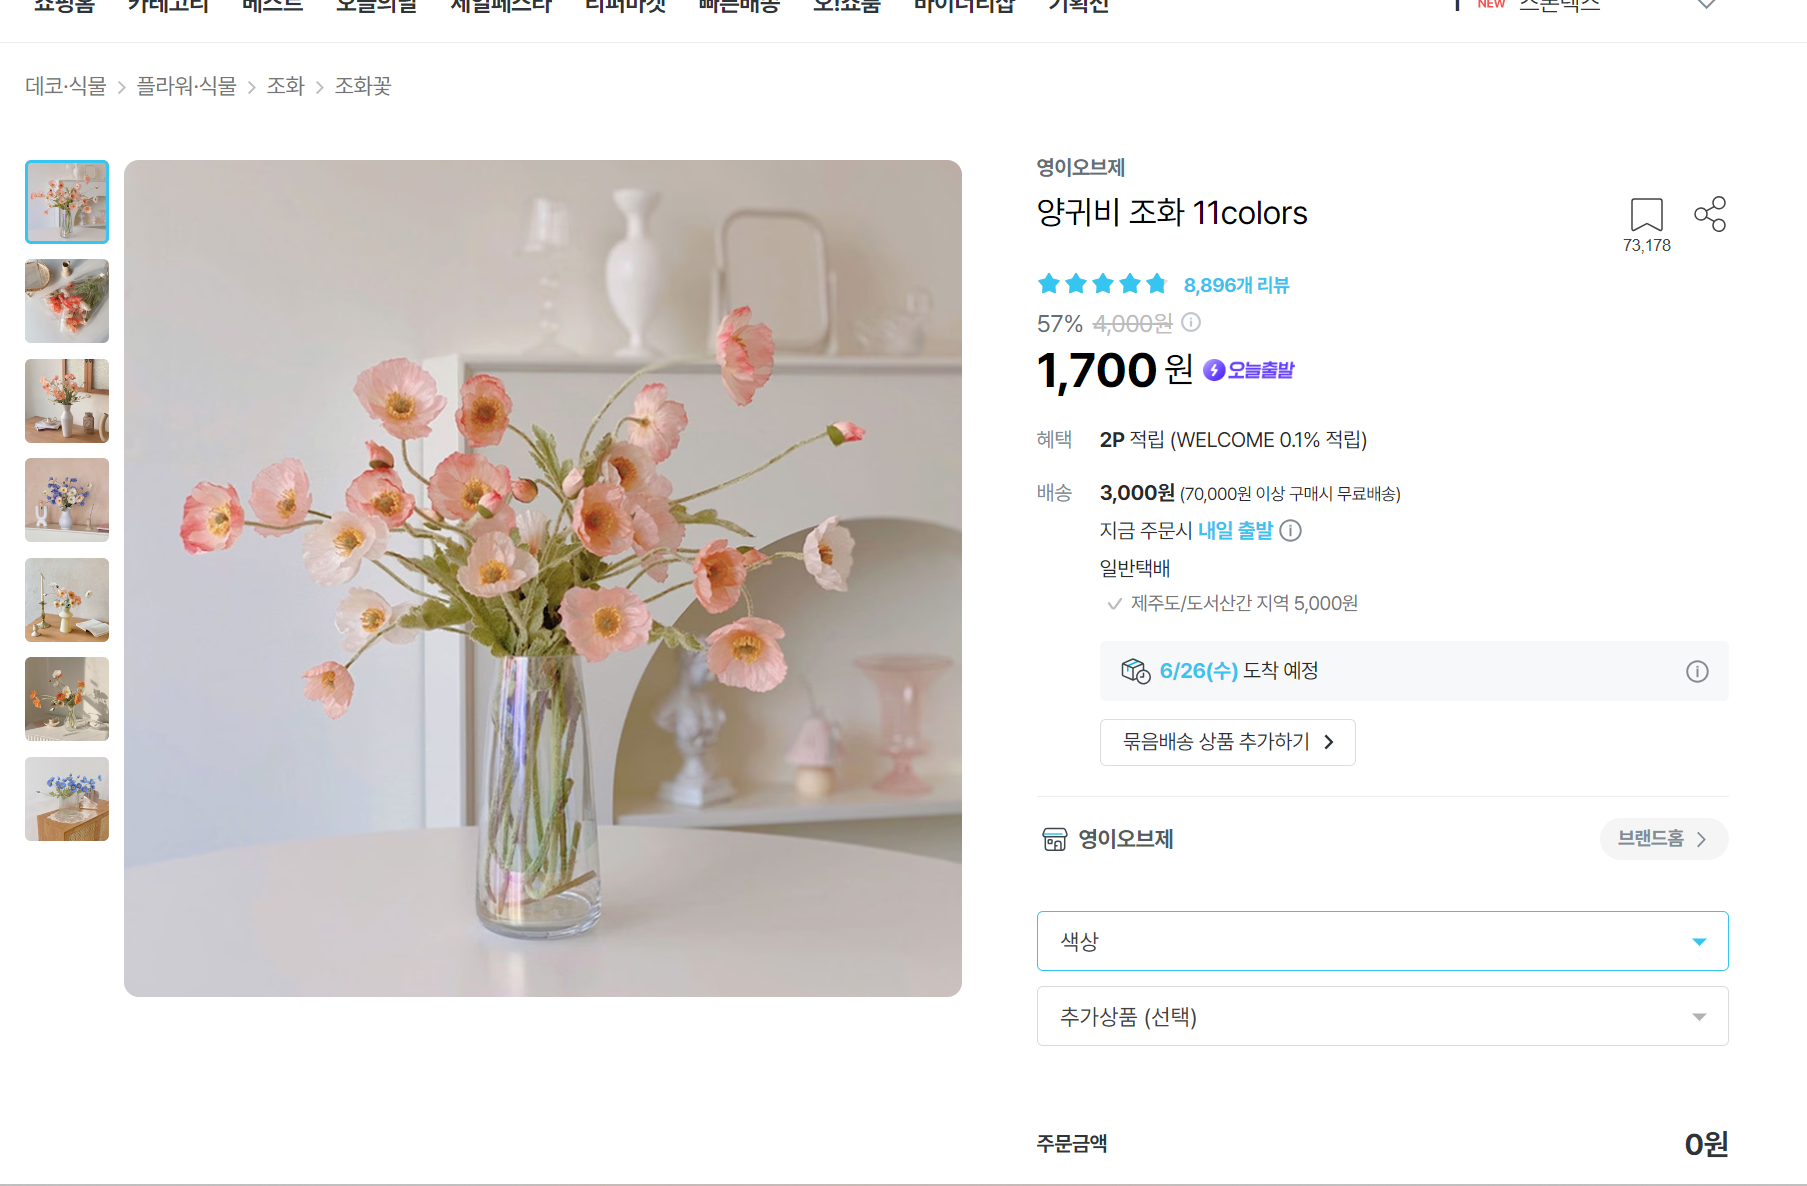 쇼핑홈 카테고리 베스트 오늘의딜 세일페스타 리퍼마켓 빠른배송 오!쇼룸 바이너리샵 기획전
NEW 스폰덱스
데코·식물 > 플라워·식물 > 조화 > 조화꽃
영이오브제
양귀비 조화 11colors
73,178
8,896개 리뷰
57% 4,000원
1,700원 오늘출발
혜택 2P 적립 (WELCOME 0.1% 적립)
배송 3,000원 (70,000원 이상 구매시 무료배송)
지금 주문시 내일 출발
일반택배
제주도/도서산간 지역 5,000원
6/26(수) 도착 예정
묶음배송 상품 추가하기
영이오브제
브랜드홈
색상
추가상품 (선택)
주문금액 0원